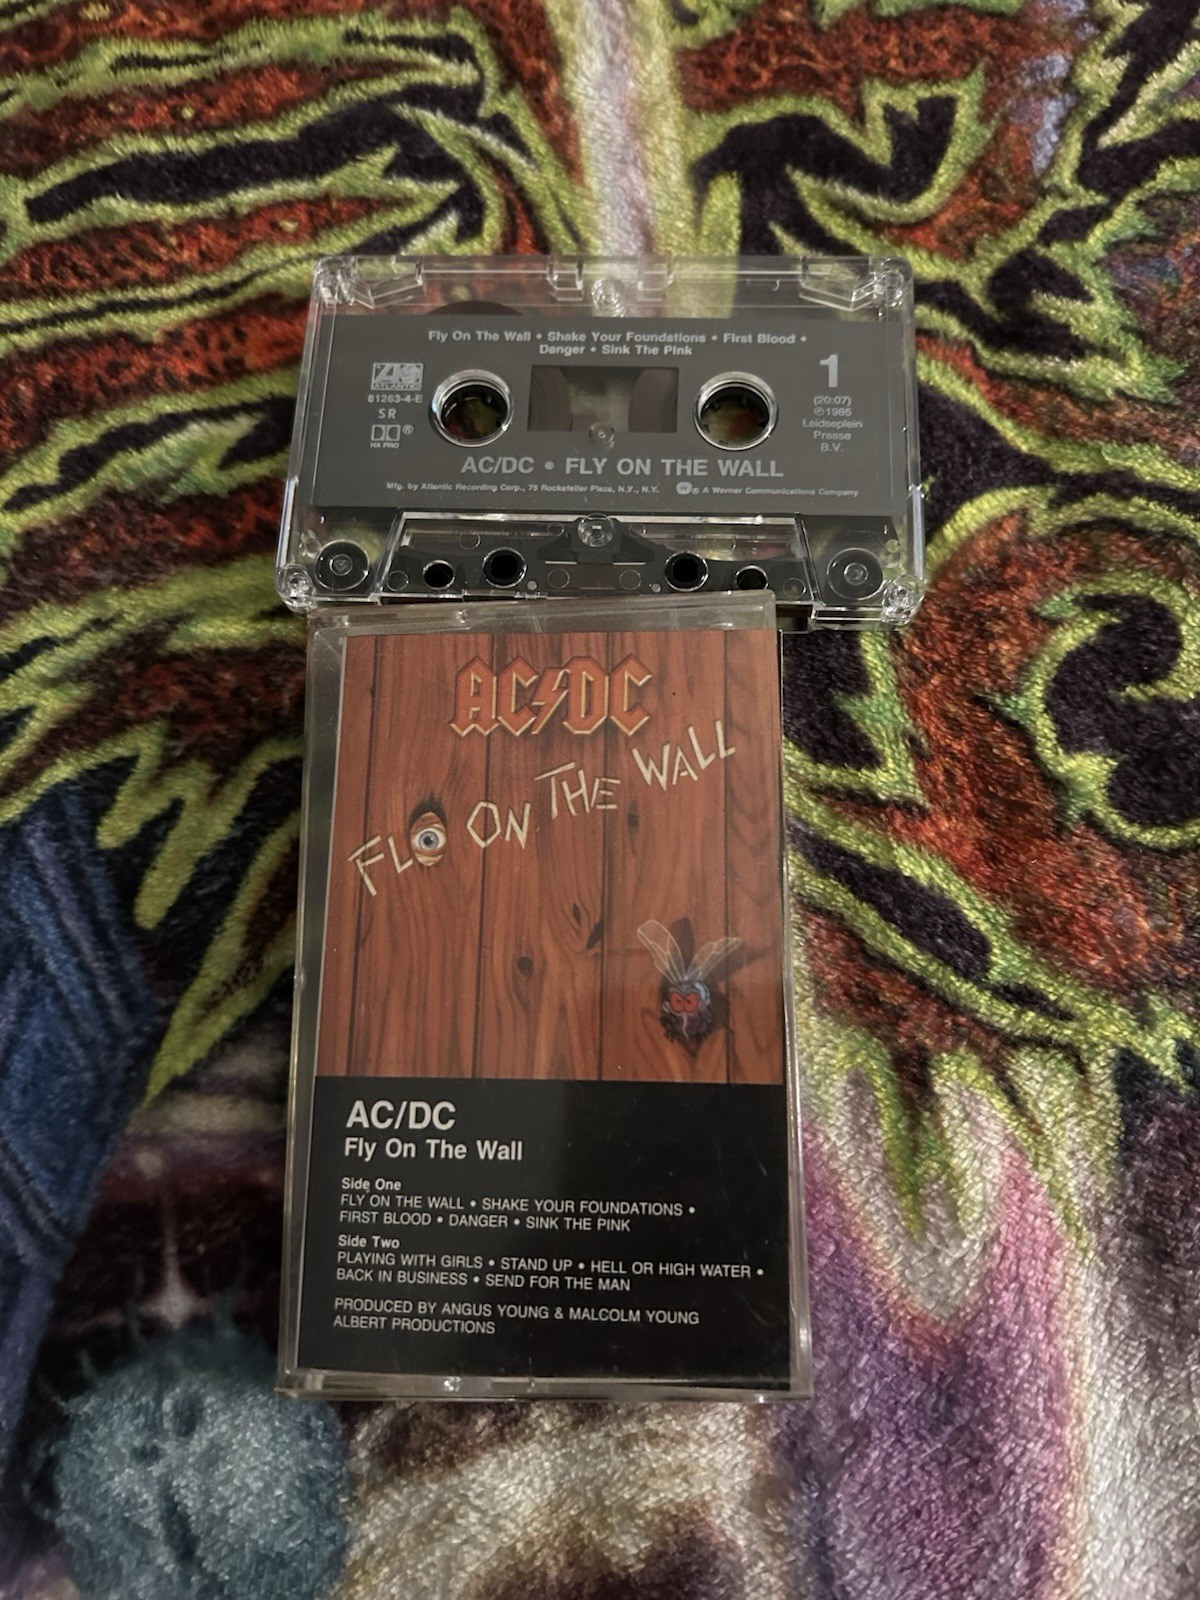 Fly On The Wall • Shake Your Foundations • First Blood •
Danger • Sink The Pink
ATLANTIC
81263-4-E
SR
HX PRO
®
1
(20:07)
℗1985
Leidseplein
Presse
B.V.
AC/DC • FLY ON THE WALL
Mfg. by Atlantic Recording Corp., 75 Rockefeller Plaza, N.Y., N.Y. ® A Warner Communications Company
AC/DC
FLY ON THE WALL
AC/DC
Fly On The Wall
Side One
FLY ON THE WALL • SHAKE YOUR FOUNDATIONS •
FIRST BLOOD • DANGER • SINK THE PINK
Side Two
PLAYING WITH GIRLS • STAND UP • HELL OR HIGH WATER •
BACK IN BUSINESS • SEND FOR THE MAN
PRODUCED BY ANGUS YOUNG & MALCOLM YOUNG
ALBERT PRODUCTIONS